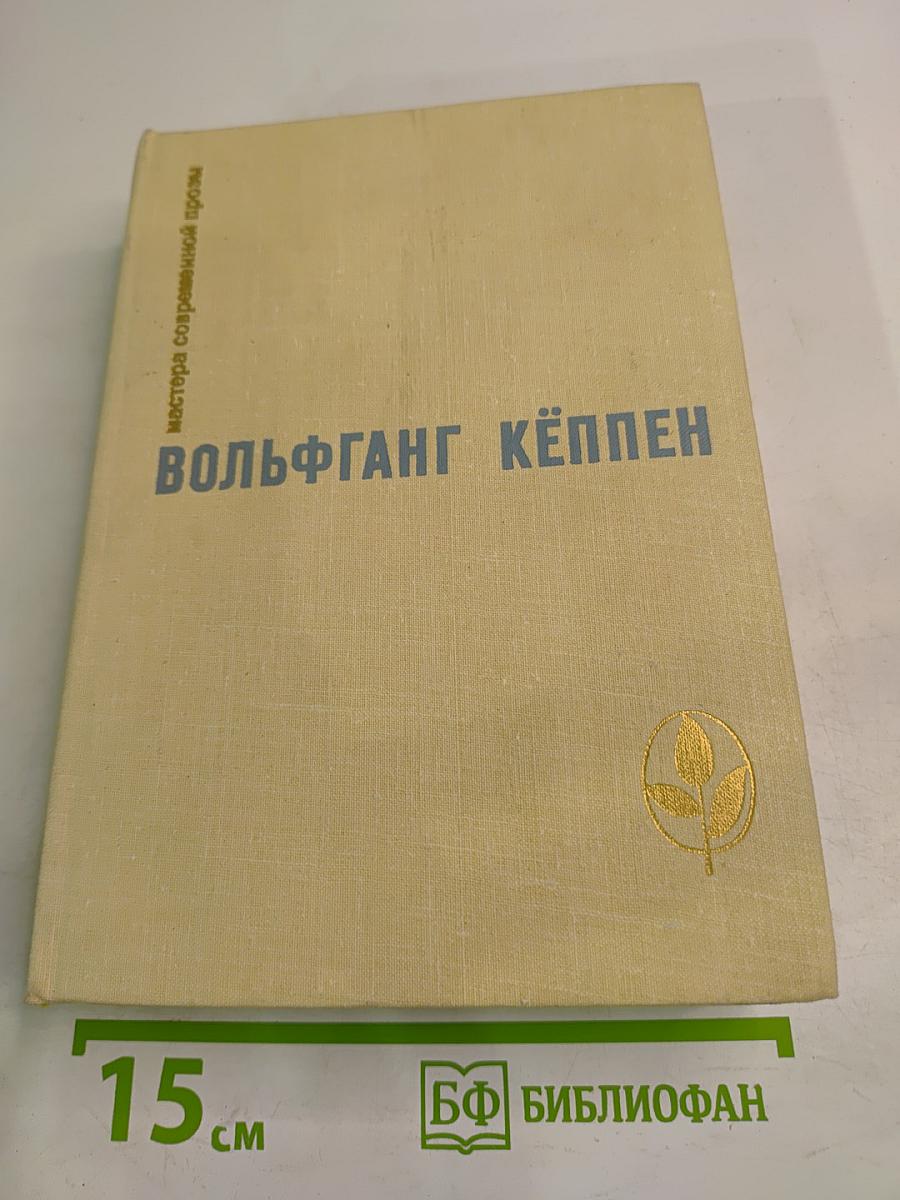 мастера современной прозы
ВОЛЬФГАНГ КЁППЕН
15 см
БФ БИБЛИОФАН